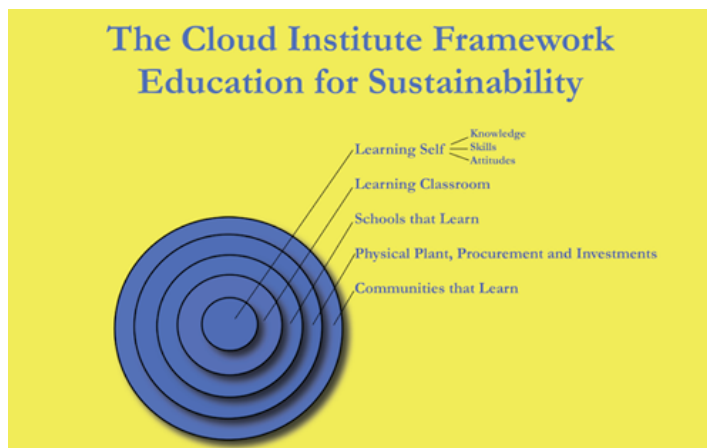 The Cloud Institute Framework
Education for Sustainability
Knowledge
Learning Self
Skills
Attitudes
Learning Classroom
Schools that Learn
Physical Plant, Procurement and Investments
Communities that Learn